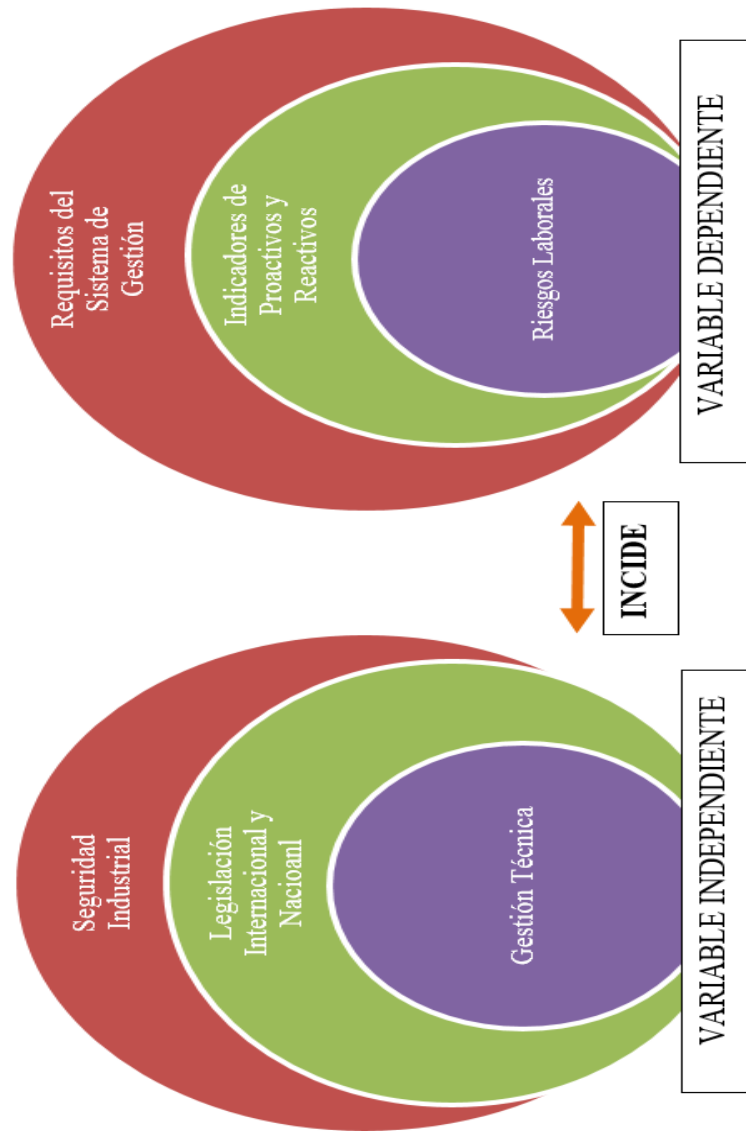 Seguridad
Industrial
Legislación
Internacional y
Nacioanl
Gestión Técnica
VARIABLE INDEPENDIENTE
INCIDE
Requisitos del
Sistema de
Gestión
Indicadores de
Proactivos y
Reactivos
Riesgos Laborales
VARIABLE DEPENDIENTE